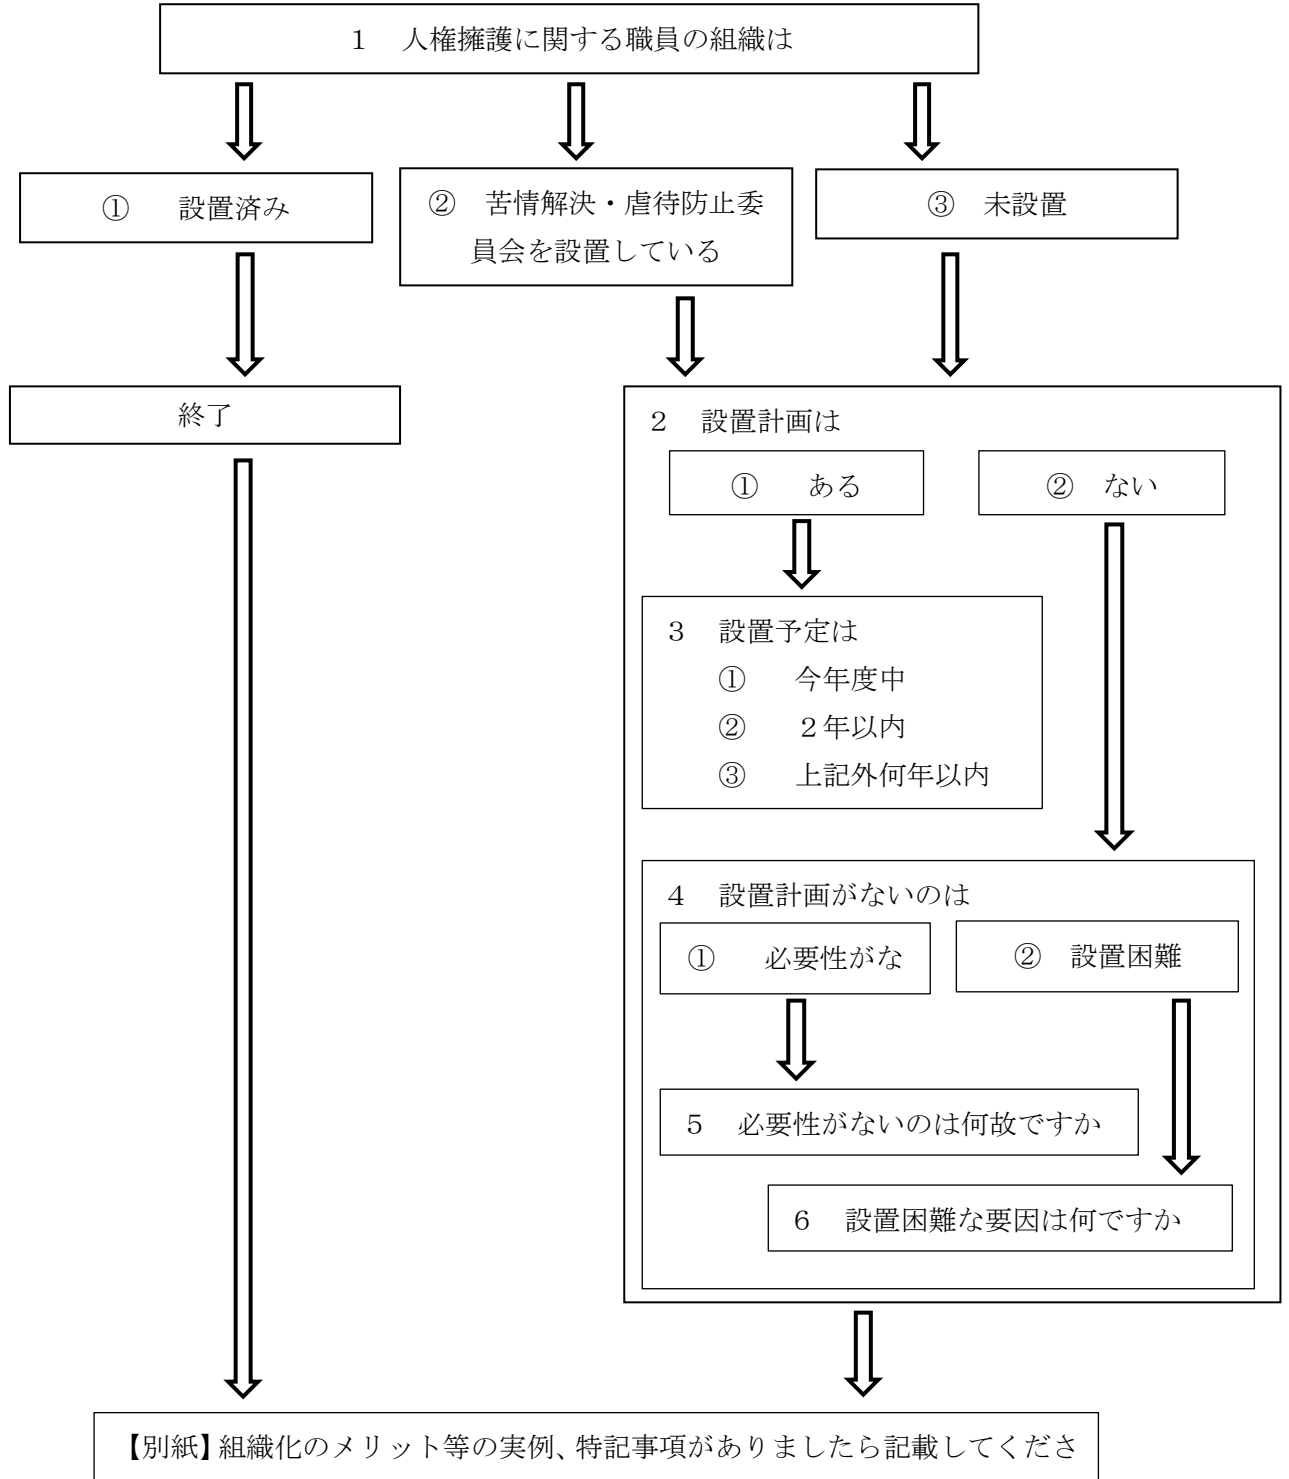 １　人権擁護に関する職員の組織は
①　設置済み
②　苦情解決・虐待防止委
員会を設置している
③　未設置
終了
２　設置計画は
①　ある
②　ない
３　設置予定は
①　今年度中
②　２年以内
③　上記外何年以内
４　設置計画がないのは
①　必要性がな
②　設置困難
５　必要性がないのは何故ですか
６　設置困難な要因は何ですか
【別紙】組織化のメリット等の実例、特記事項がありましたら記載してくださ